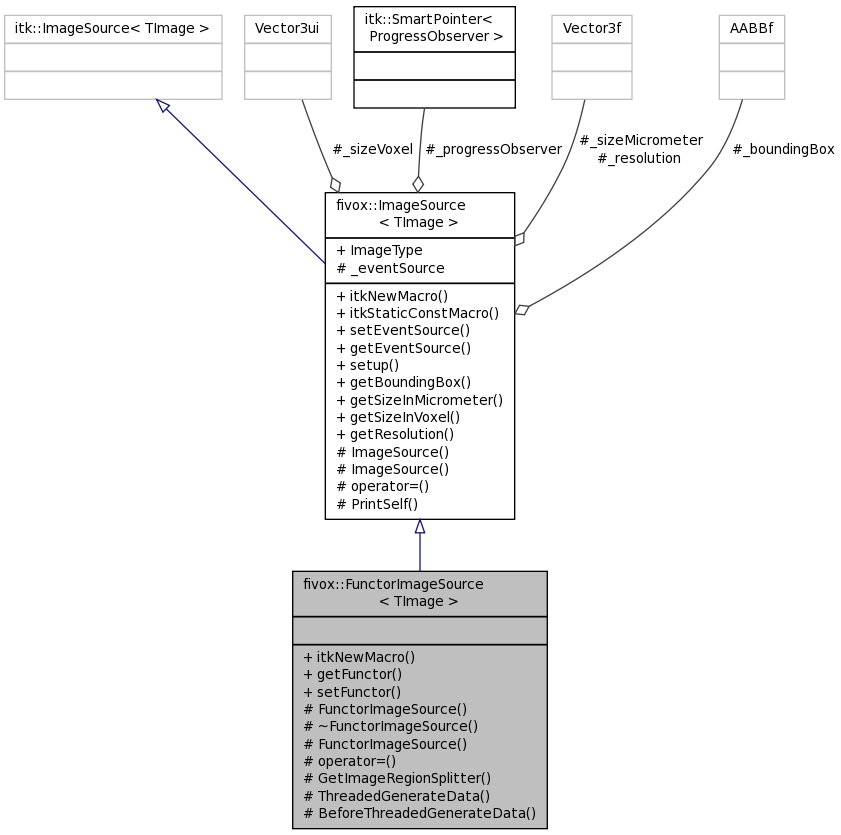 itk::ImageSource< TImage >
Vector3ui
itk::SmartPointer<
ProgressObserver >
Vector3f
AABBf
#_sizeVoxel
#_progressObserver
#_sizeMicrometer
#_resolution
#_boundingBox
fivox::ImageSource
< TImage >
+ ImageType
# _eventSource
+ itkNewMacro()
+ itkStaticConstMacro()
+ setEventSource()
+ getEventSource()
+ setup()
+ getBoundingBox()
+ getSizeInMicrometer()
+ getSizeInVoxel()
+ getResolution()
# ImageSource()
# ImageSource()
# operator=()
# PrintSelf()
fivox::FunctorImageSource
< TImage >
+ itkNewMacro()
+ getFunctor()
+ setFunctor()
# FunctorImageSource()
# ~FunctorImageSource()
# FunctorImageSource()
# operator=()
# GetImageRegionSplitter()
# ThreadedGenerateData()
# BeforeThreadedGenerateData()